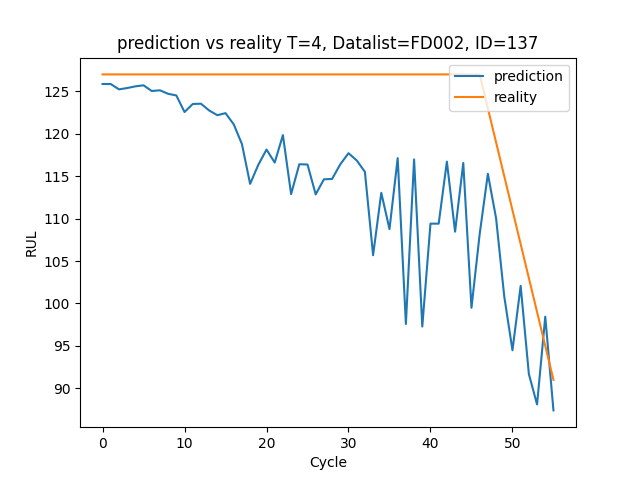 prediction vs reality T=4, Datalist=FD002, ID=137
prediction
reality
RUL
125
120
115
110
105
100
95
90
0 10 20 30 40 50
Cycle